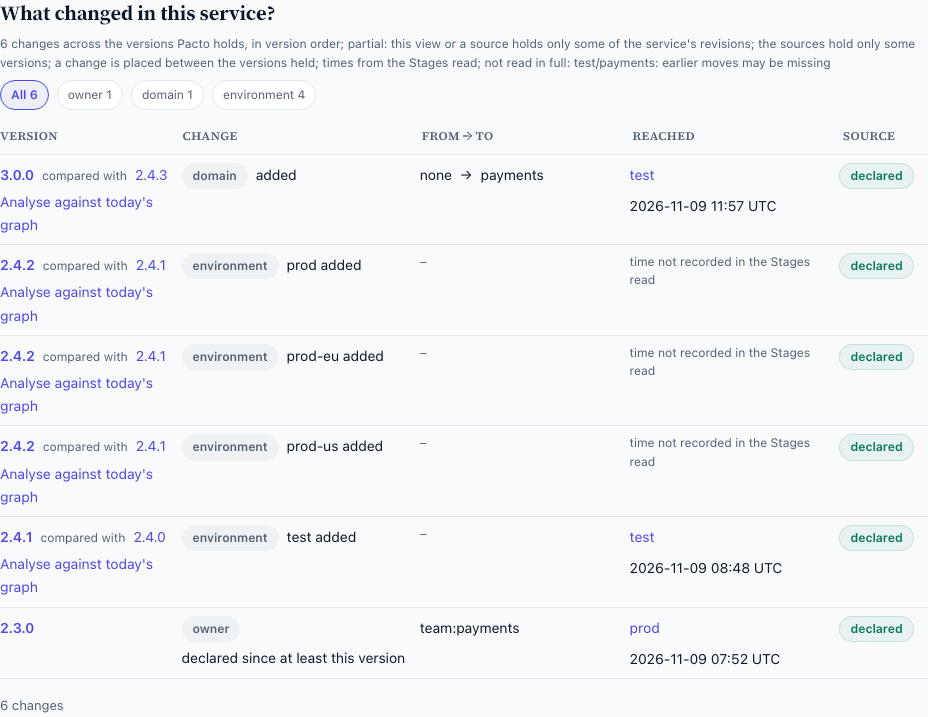 What changed in this service?
6 changes across the versions Pacto holds, in version order; partial: this view or a source holds only some of the service's revisions; the sources hold only some
versions; a change is placed between the versions held; times from the Stages read; not read in full: test/payments: earlier moves may be missing
All 6 owner 1 domain 1 environment 4
VERSION CHANGE FROM → TO REACHED SOURCE
3.0.0 compared with 2.4.3 domain added none → payments test declared
Analyse against today's 2026-11-09 11:57 UTC
graph
2.4.2 compared with 2.4.1 environment prod added – time not recorded in the Stages declared
Analyse against today's read
graph
2.4.2 compared with 2.4.1 environment prod-eu added – time not recorded in the Stages declared
Analyse against today's read
graph
2.4.2 compared with 2.4.1 environment prod-us added – time not recorded in the Stages declared
Analyse against today's read
graph
2.4.1 compared with 2.4.0 environment test added – test declared
Analyse against today's 2026-11-09 08:48 UTC
graph
2.3.0 owner team:payments prod declared
declared since at least this version 2026-11-09 07:52 UTC
6 changes